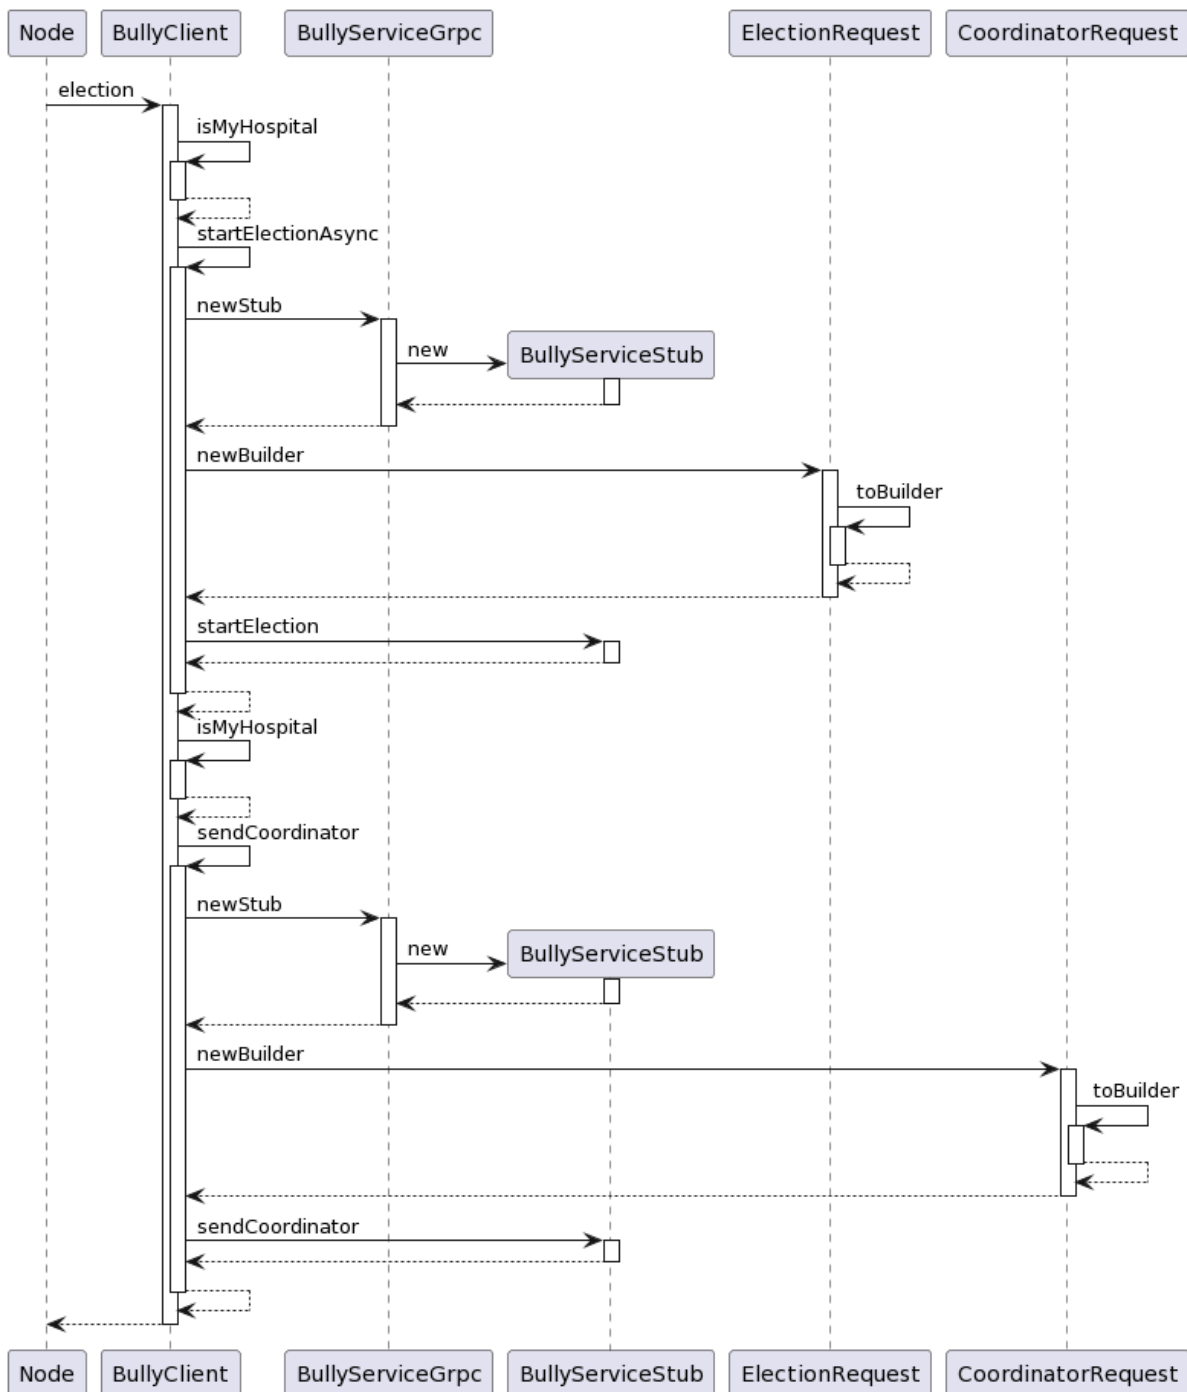 Node BullyClient BullyServiceGrpc ElectionRequest CoordinatorRequest
election
isMyHospital
startElectionAsync
newStub
new BullyServiceStub
newBuilder
toBuilder
startElection
isMyHospital
sendCoordinator
newStub
new BullyServiceStub
newBuilder
toBuilder
sendCoordinator
Node BullyClient BullyServiceGrpc BullyServiceStub ElectionRequest CoordinatorRequest